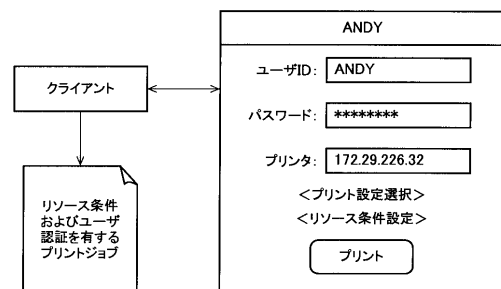 クライアント
リソース条件
およびユーザ
認証を有する
プリントジョブ
ANDY
ユーザID: ANDY
パスワード: ********
プリンタ: 172.29.226.32
<プリント設定選択>
<リソース条件設定>
プリント